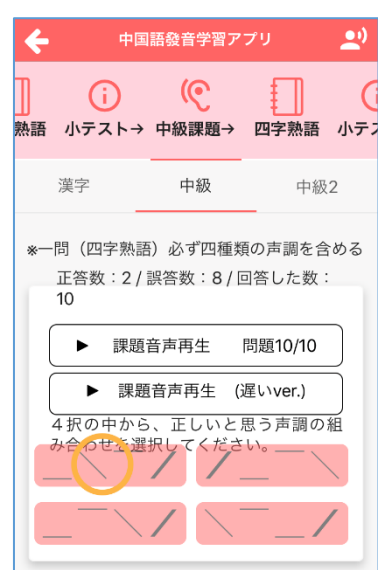 中国語發音学習アプリ
熟語 小テスト→ 中級課題→ 四字熟語 小テス
漢字 中級 中級2
※一問（四字熟語）必ず四種類の声調を含める
正答数：2 / 誤答数：8 / 回答した数：
10
▶ 課題音声再生 問題10/10
▶ 課題音声再生 (遅いver.)
４択の中から、正しいと思う声調の組
み合わせを選択してください。